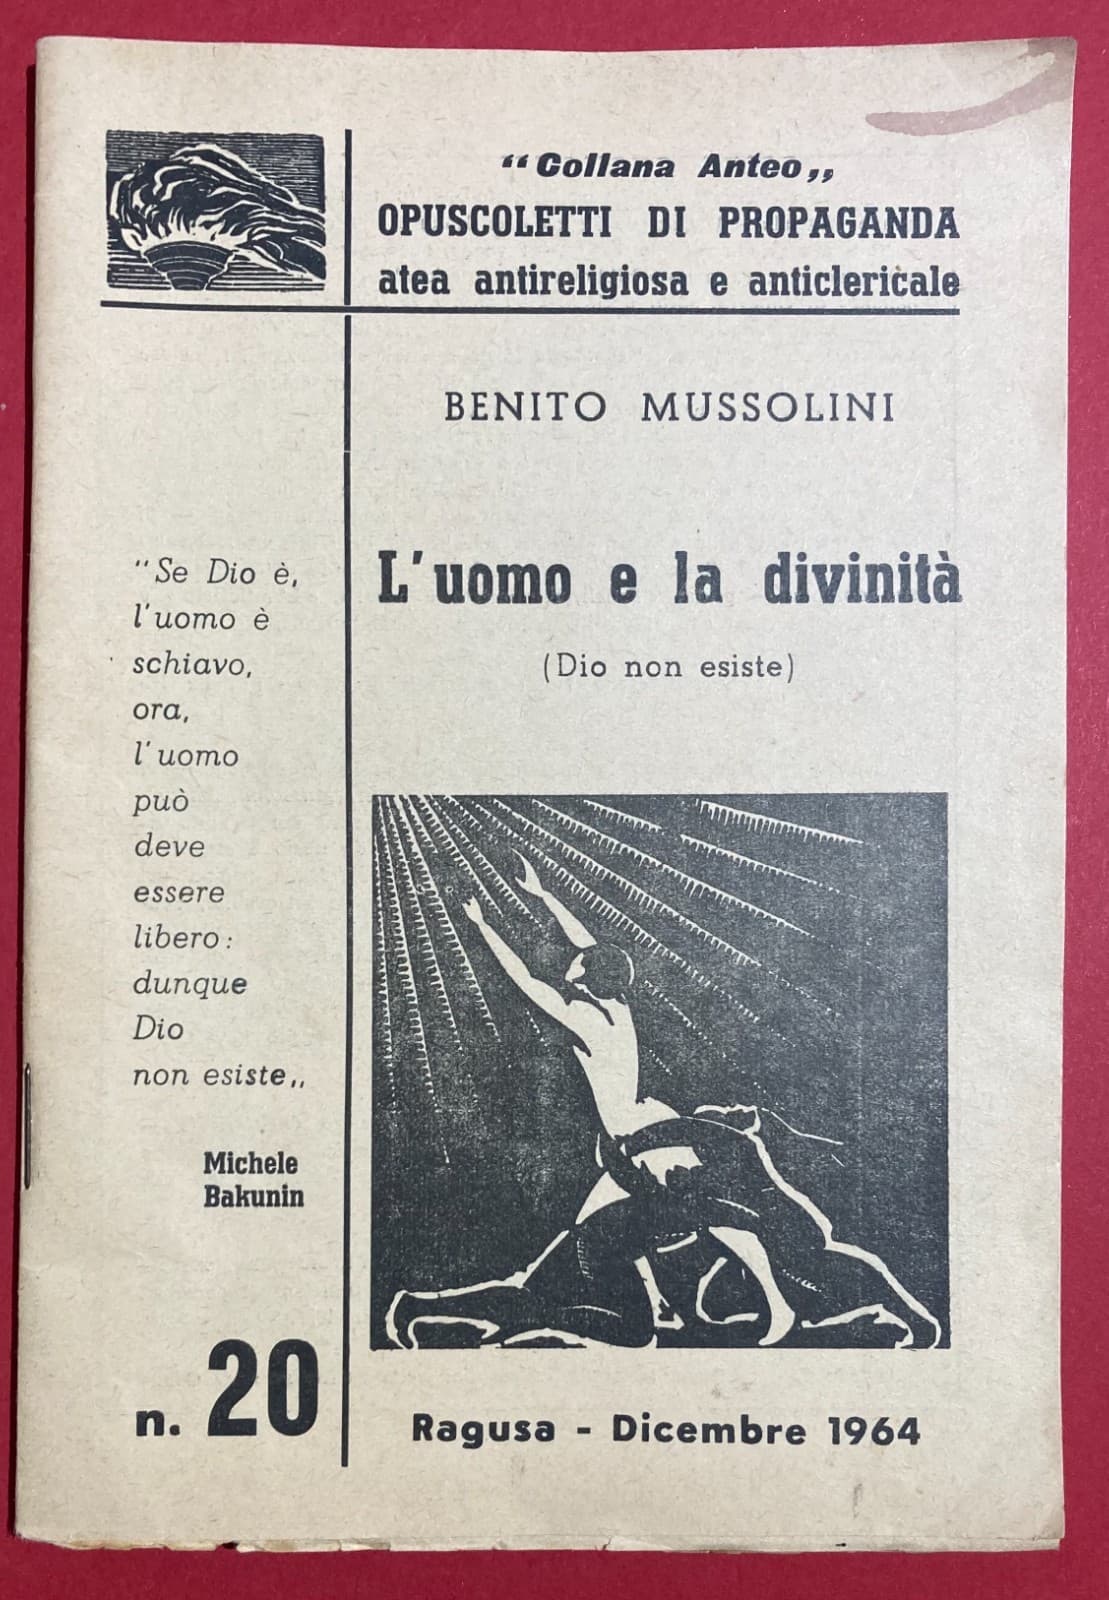 “Collana Anteo„
OPUSCOLETTI DI PROPAGANDA
atea antireligiosa e anticlericale
BENITO MUSSOLINI
L'uomo e la divinità
(Dio non esiste)
“Se Dio è,
l'uomo è
schiavo,
ora,
l'uomo
può
deve
essere
libero:
dunque
Dio
non esiste„
Michele
Bakunin
n. 20
Ragusa - Dicembre 1964